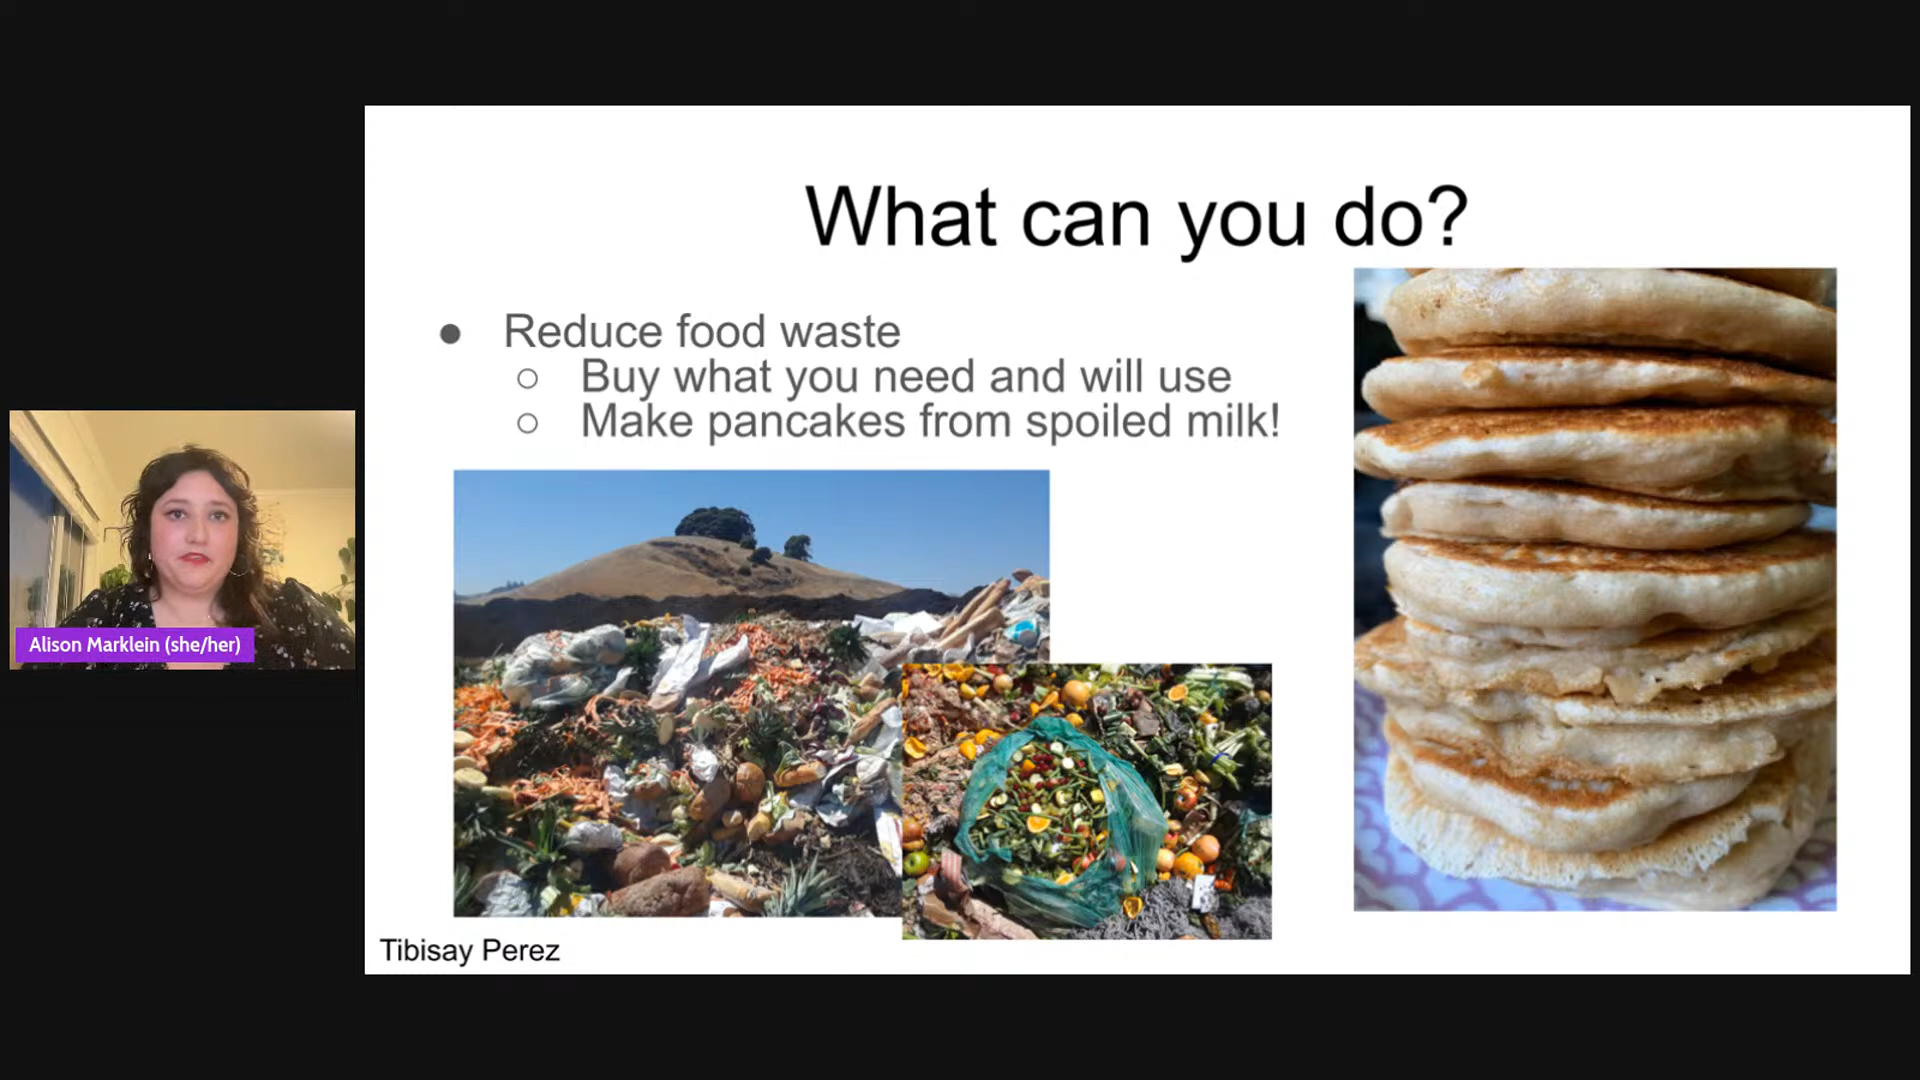 What can you do?
● Reduce food waste
○ Buy what you need and will use
○ Make pancakes from spoiled milk!
Alison Marklein (she/her)
Tibisay Perez